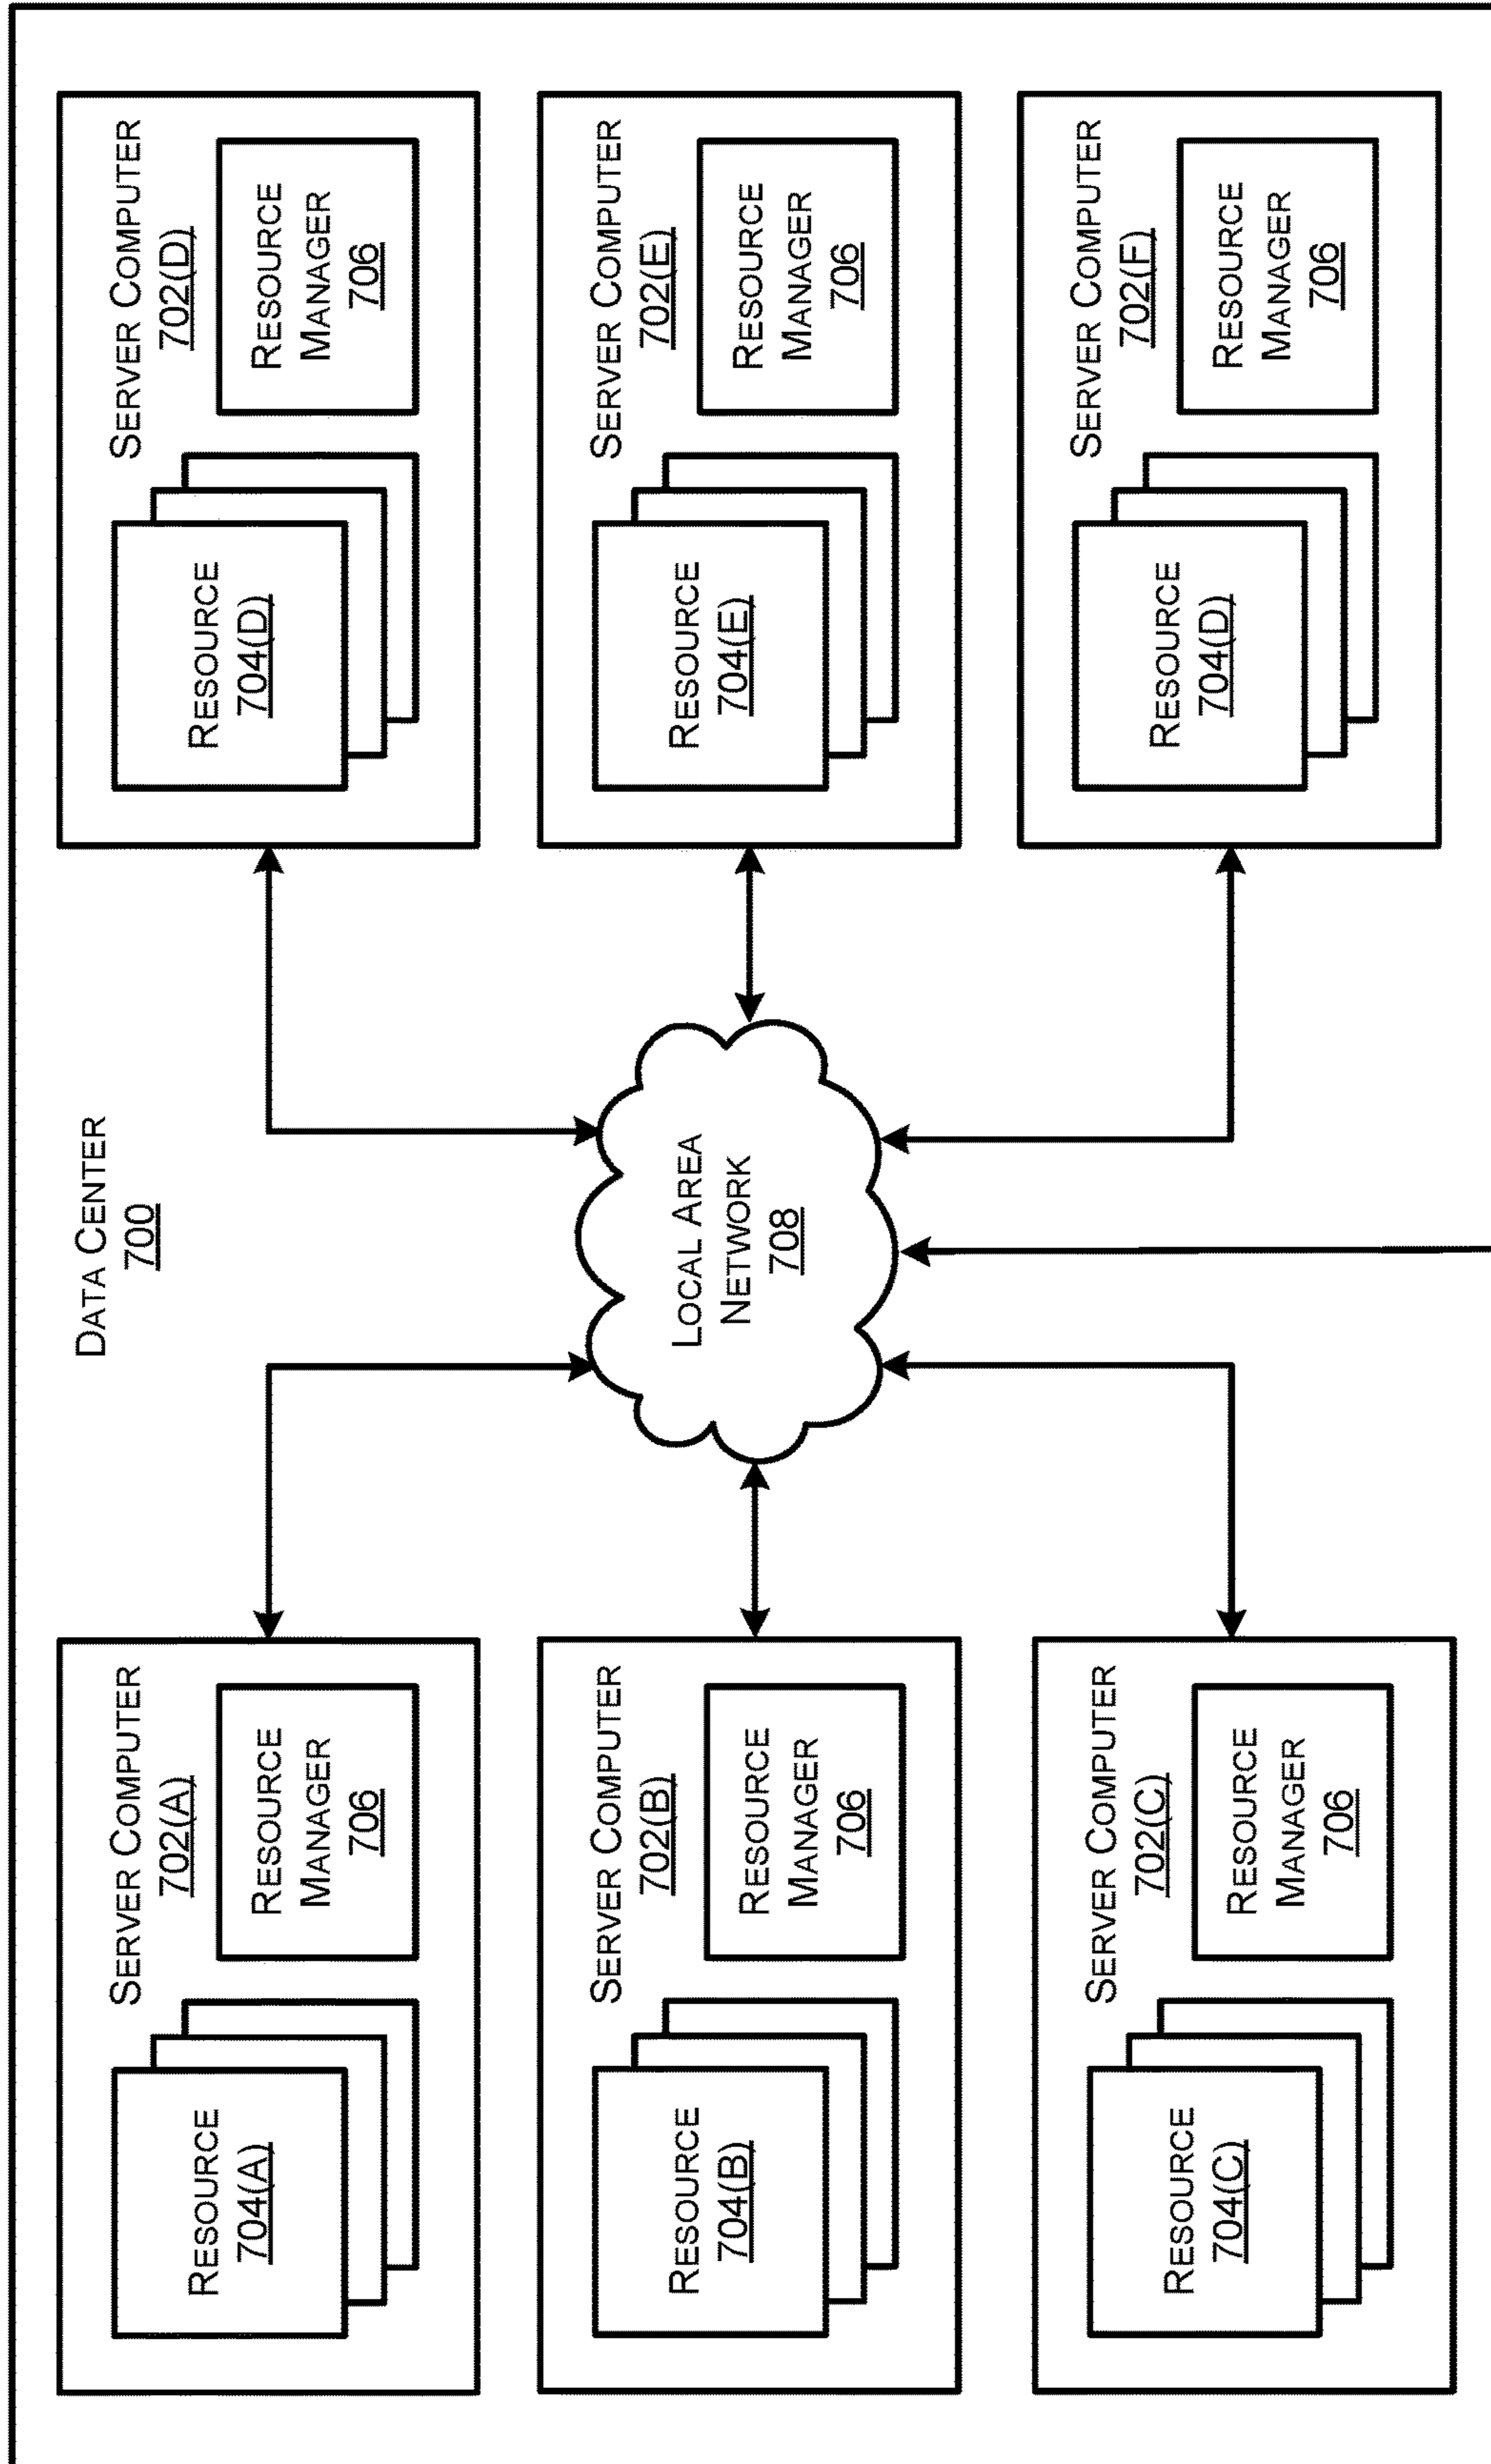 DATA CENTER
700
SERVER COMPUTER
702(A)
RESOURCE
704(A)
RESOURCE
MANAGER
706
SERVER COMPUTER
702(D)
RESOURCE
704(D)
RESOURCE
MANAGER
706
SERVER COMPUTER
702(B)
RESOURCE
704(B)
RESOURCE
MANAGER
706
LOCAL AREA
NETWORK
708
SERVER COMPUTER
702(E)
RESOURCE
704(E)
RESOURCE
MANAGER
706
SERVER COMPUTER
702(C)
RESOURCE
704(C)
RESOURCE
MANAGER
706
SERVER COMPUTER
702(F)
RESOURCE
704(D)
RESOURCE
MANAGER
706